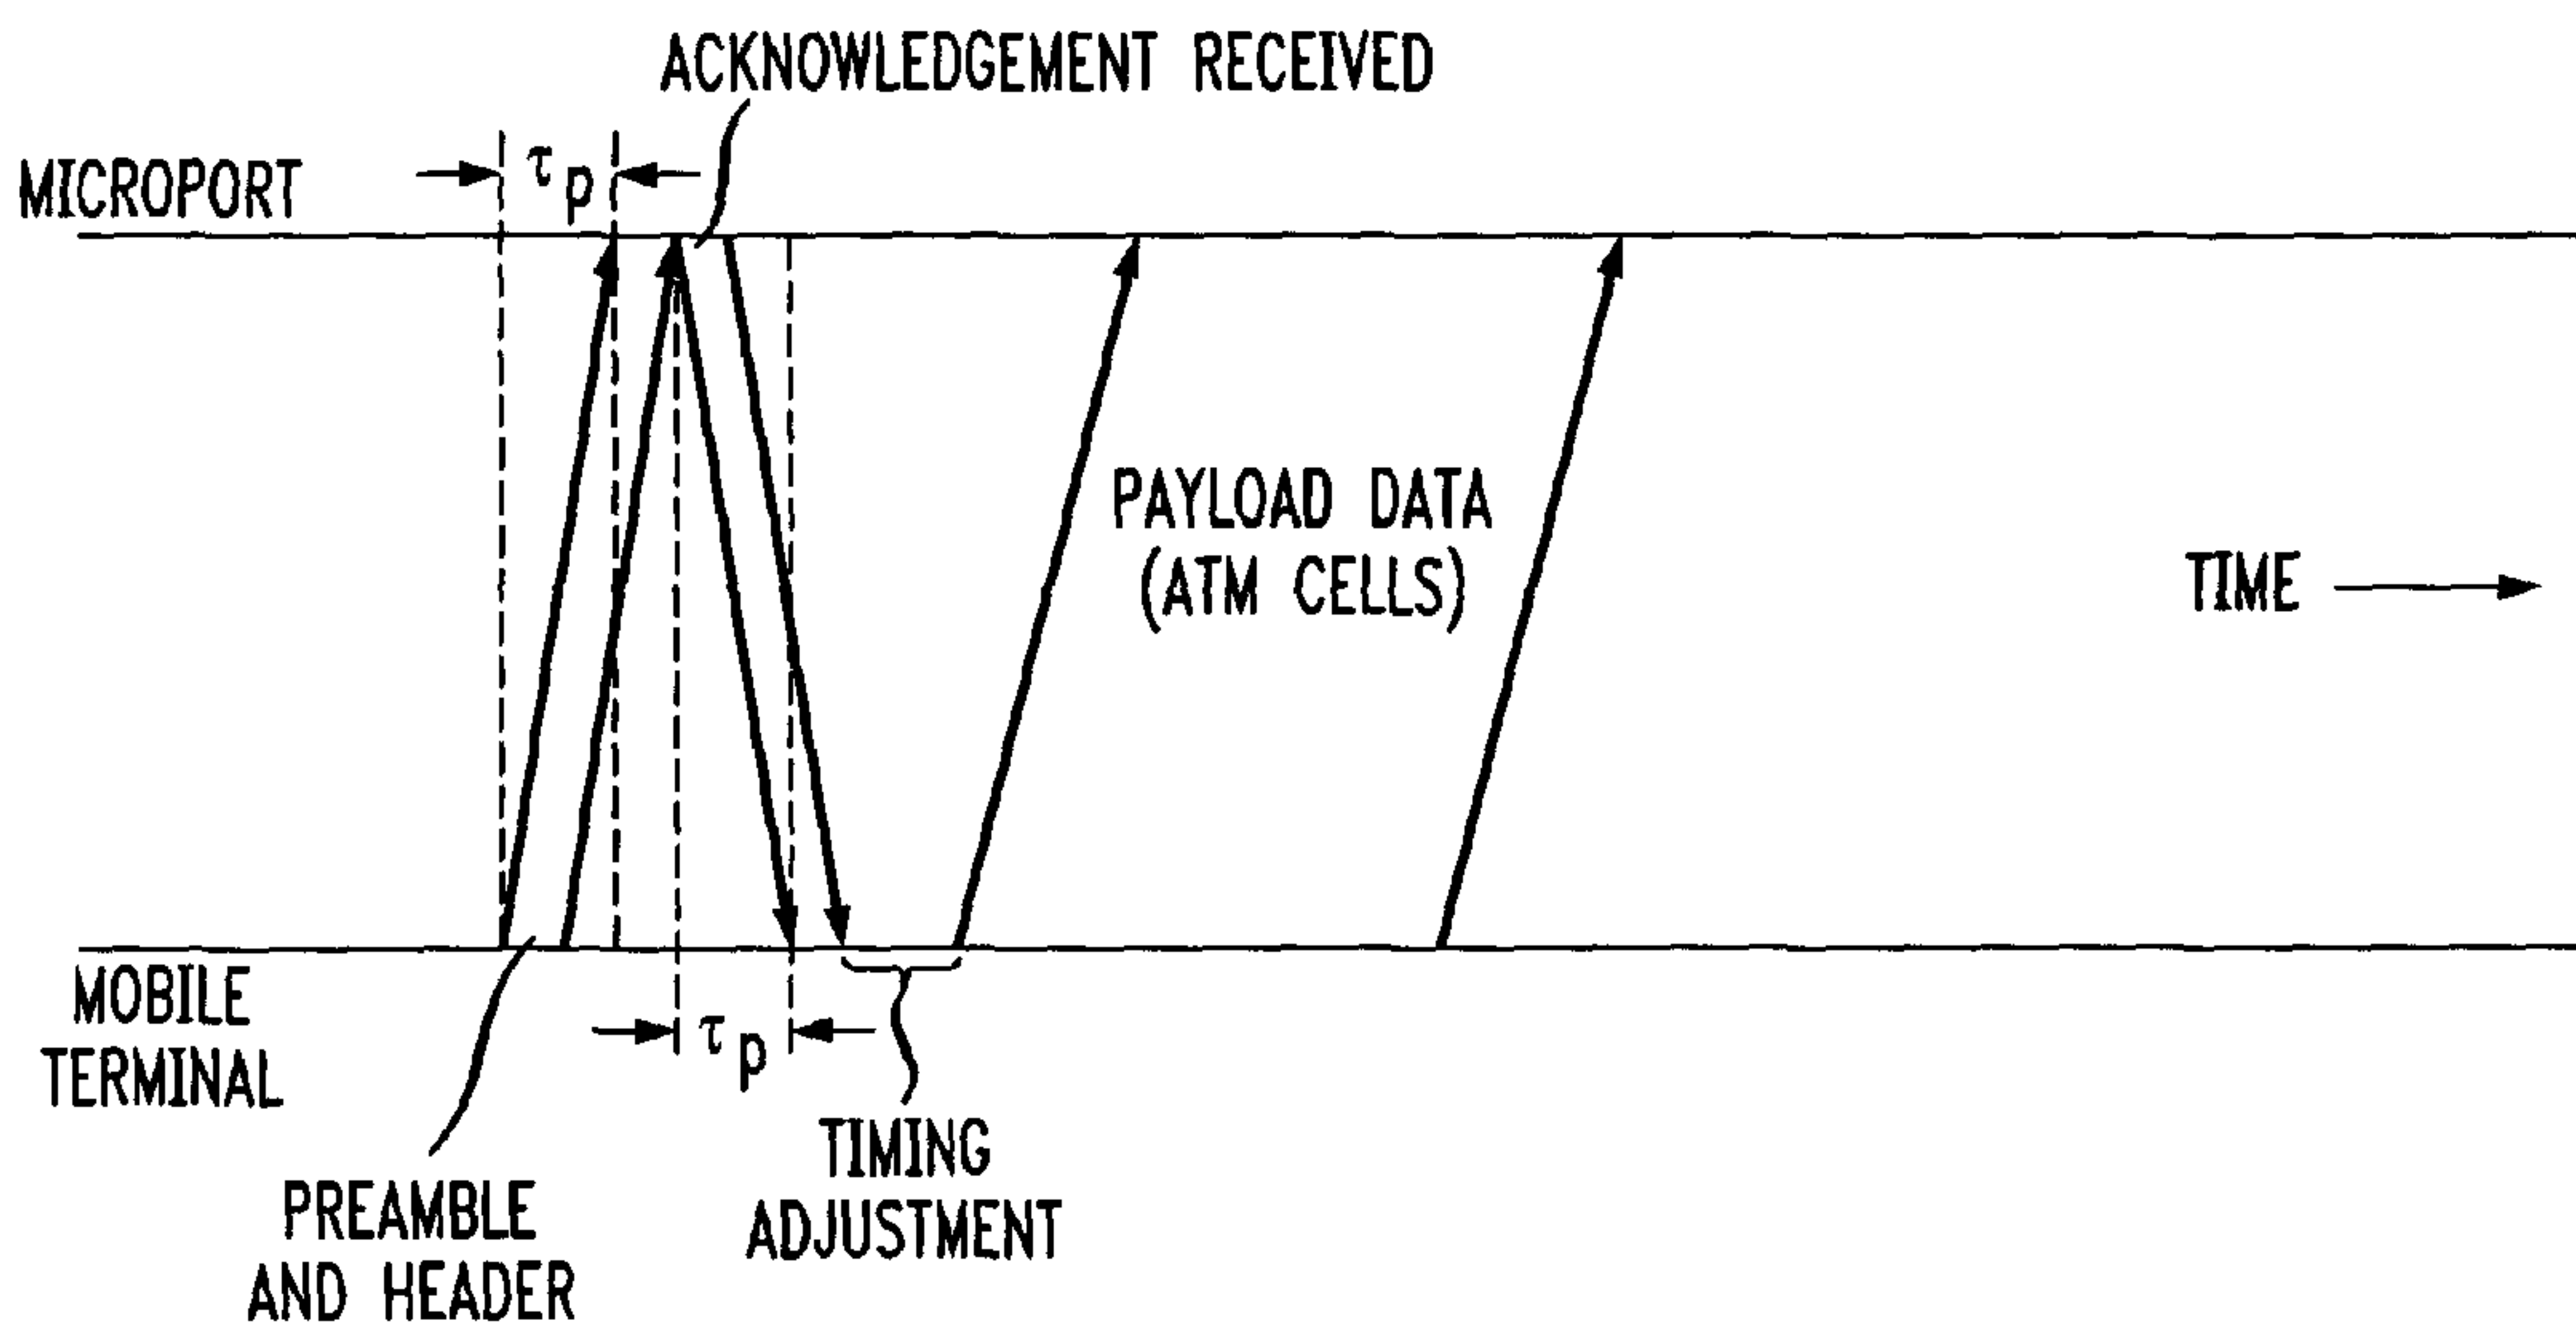 ACKNOWLEDGEMENT RECEIVED
MICROPORT
τp
PAYLOAD DATA
(ATM CELLS)
TIME
MOBILE
TERMINAL
τp
TIMING
ADJUSTMENT
PREAMBLE
AND HEADER